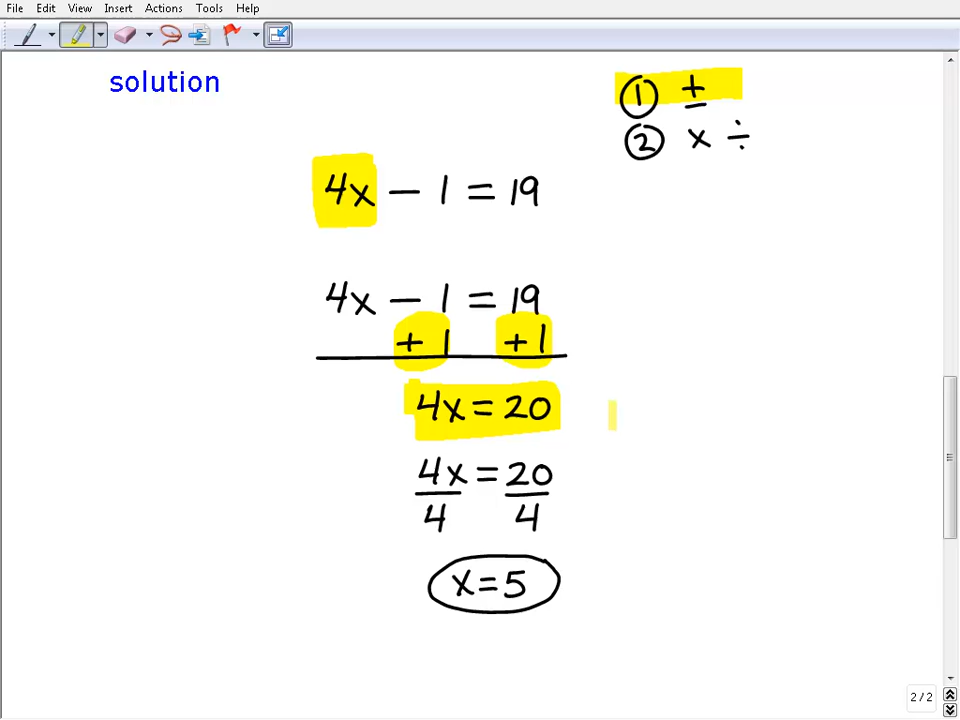 File Edit View Insert Actions Tools Help
solution
① ±
② x ÷
4x − 1 = 19
4x − 1 = 19
+ 1 + 1
4x = 20
4x = 20
4 4
x = 5
2 / 2